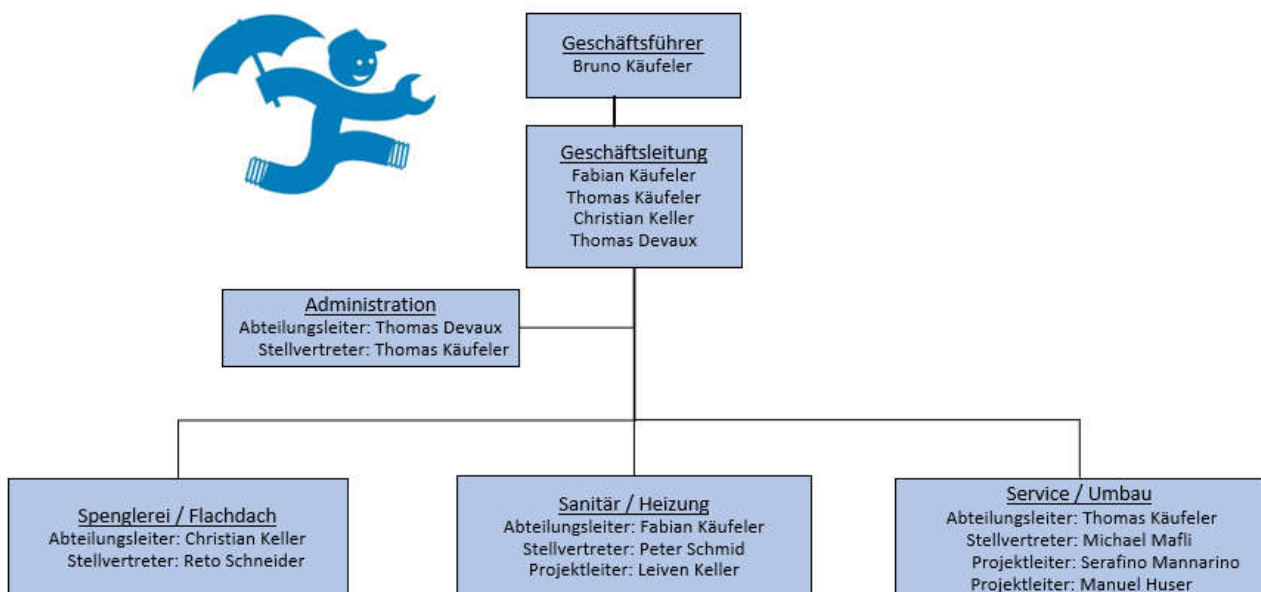 Geschäftsführer
Bruno Käufeler
Geschäftsleitung
Fabian Käufeler
Thomas Käufeler
Christian Keller
Thomas Devaux
Administration
Abteilungsleiter: Thomas Devaux
Stellvertreter: Thomas Käufeler
Spenglerei / Flachdach
Abteilungsleiter: Christian Keller
Stellvertreter: Reto Schneider
Sanitär / Heizung
Abteilungsleiter: Fabian Käufeler
Stellvertreter: Peter Schmid
Projektleiter: Leiven Keller
Service / Umbau
Abteilungsleiter: Thomas Käufeler
Stellvertreter: Michael Mafli
Projektleiter: Serafino Mannarino
Projektleiter: Manuel Huser